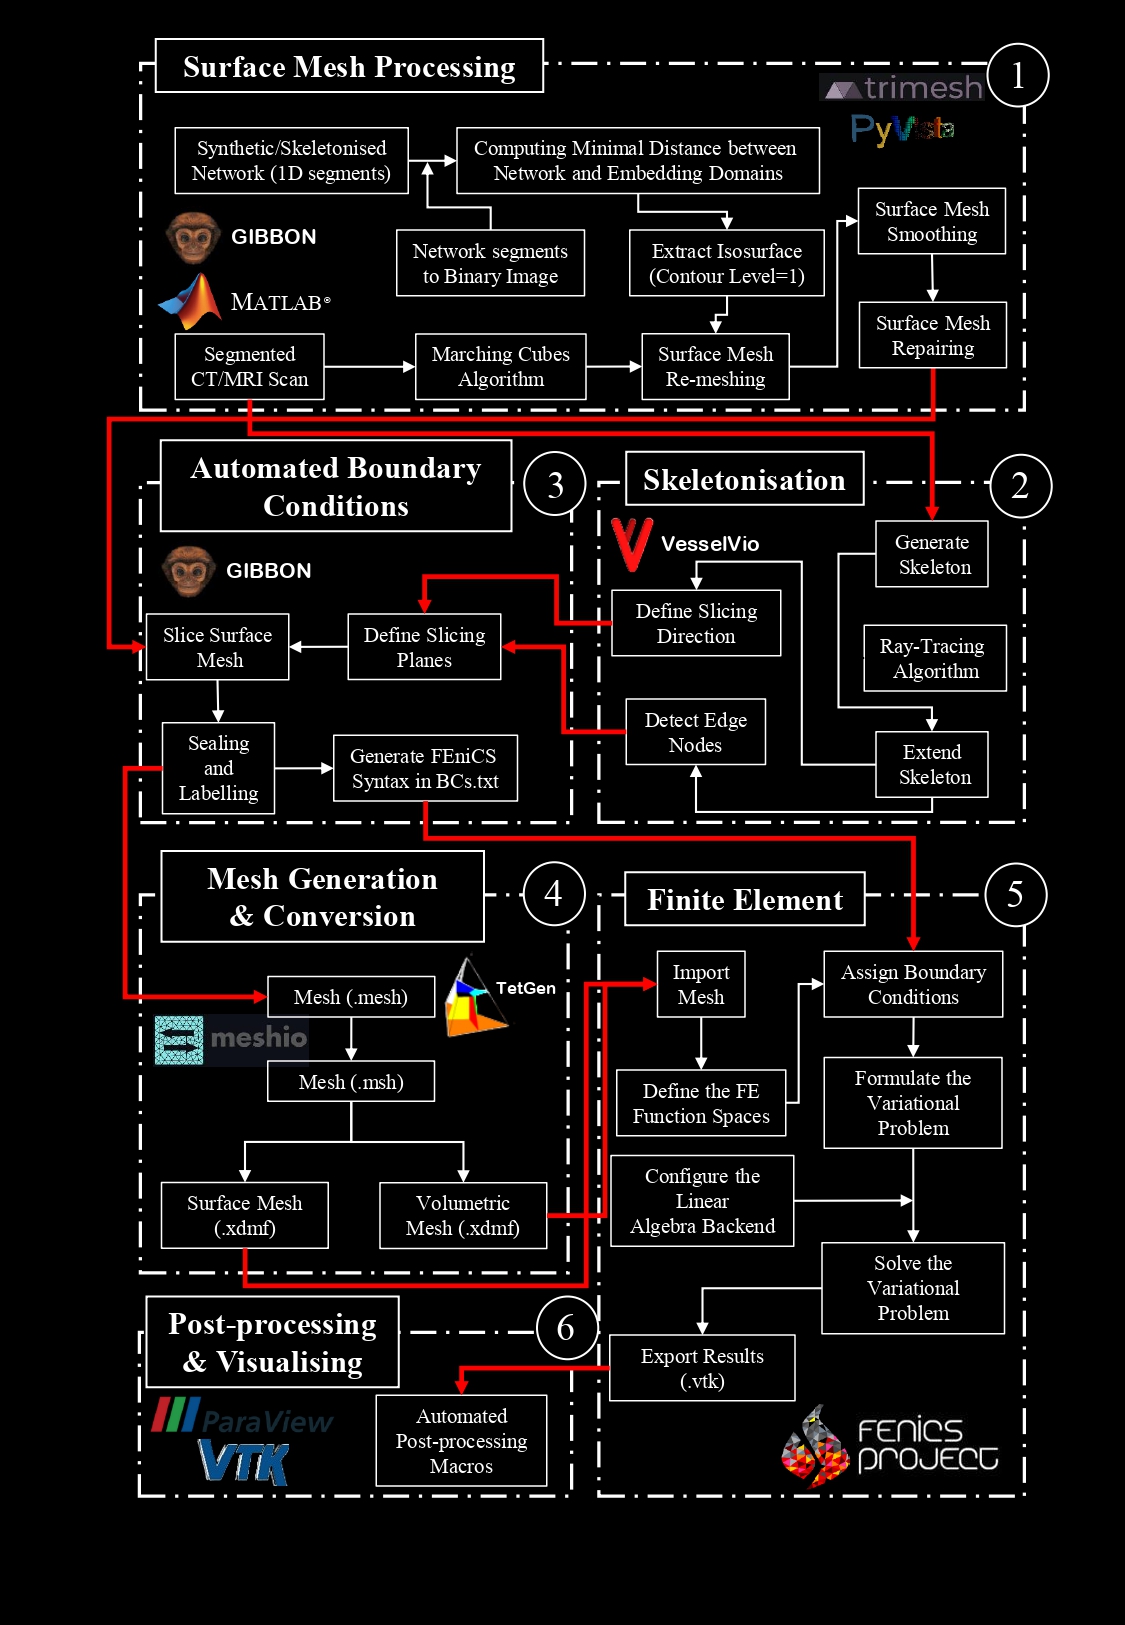 Surface Mesh Processing
1
trimesh
PyVista
Synthetic/Skeletonised
Network (1D segments)
Computing Minimal Distance between
Network and Embedding Domains
Surface Mesh
Smoothing
GIBBON
Network segments
to Binary Image
Extract Isosurface
(Contour Level=1)
MATLAB®
Surface Mesh
Repairing
Segmented
CT/MRI Scan
Marching Cubes
Algorithm
Surface Mesh
Re-meshing
Automated Boundary
Conditions
3
GIBBON
Slice Surface
Mesh
Define Slicing
Planes
Sealing
and
Labelling
Generate FEniCS
Syntax in BCs.txt
Skeletonisation
2
VesselVio
Generate
Skeleton
Define Slicing
Direction
Ray-Tracing
Algorithm
Detect Edge
Nodes
Extend
Skeleton
Mesh Generation
& Conversion
4
Mesh (.mesh)
TetGen
meshio
Mesh (.msh)
Surface Mesh
(.xdmf)
Volumetric
Mesh (.xdmf)
Finite Element
5
Import
Mesh
Assign Boundary
Conditions
Define the FE
Function Spaces
Formulate the
Variational
Problem
Configure the
Linear
Algebra Backend
Solve the
Variational
Problem
Export Results
(.vtk)
FENICS
PROJECT
Post-processing
& Visualising
6
ParaView
VTK
Automated
Post-processing
Macros